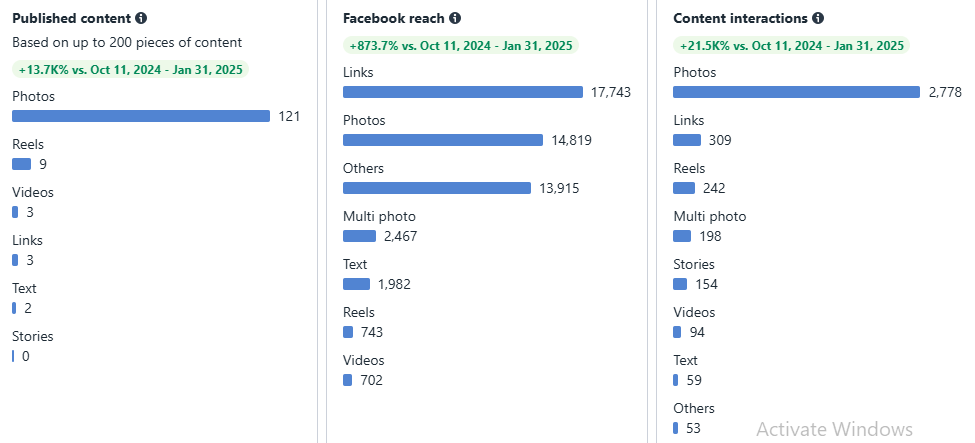 Published content
Based on up to 200 pieces of content
+13.7K% vs. Oct 11, 2024 - Jan 31, 2025
Photos
121
Reels
9
Videos
3
Links
3
Text
2
Stories
0
Facebook reach
+873.7% vs. Oct 11, 2024 - Jan 31, 2025
Links
17,743
Photos
14,819
Others
13,915
Multi photo
2,467
Text
1,982
Reels
743
Videos
702
Content interactions
+21.5K% vs. Oct 11, 2024 - Jan 31, 2025
Photos
2,778
Links
309
Reels
242
Multi photo
198
Stories
154
Videos
94
Text
59
Others
53
Activate Windows